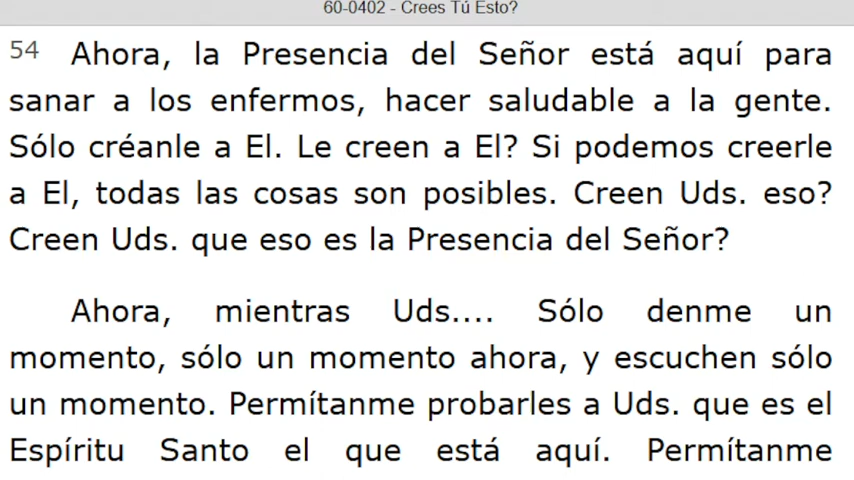 60-0402 - Crees Tú Esto?
54 Ahora, la Presencia del Señor está aquí para
sanar a los enfermos, hacer saludable a la gente.
Sólo créanle a El. Le creen a El? Si podemos creerle
a El, todas las cosas son posibles. Creen Uds. eso?
Creen Uds. que eso es la Presencia del Señor?
Ahora, mientras Uds.... Sólo denme un
momento, sólo un momento ahora, y escuchen sólo
un momento. Permítanme probarles a Uds. que es el
Espíritu Santo el que está aquí. Permítanme